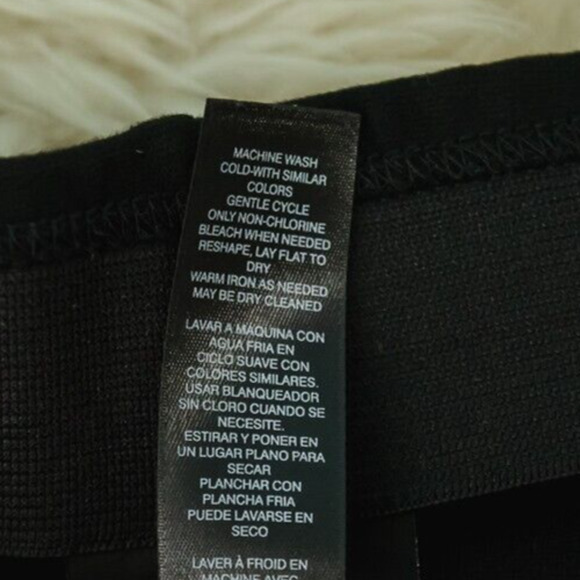 MACHINE WASH
COLD-WITH SIMILAR
COLORS
GENTLE CYCLE
ONLY NON-CHLORINE
BLEACH WHEN NEEDED
RESHAPE, LAY FLAT TO
DRY
WARM IRON AS NEEDED
MAY BE DRY CLEANED
LAVAR A MAQUINA CON
AGUA FRIA EN
CICLO SUAVE CON
COLORES SIMILARES.
USAR BLANQUEADOR
SIN CLORO CUANDO SE
NECESITE.
ESTIRAR Y PONER EN
UN LUGAR PLANO PARA
SECAR
PLANCHAR CON
PLANCHA FRIA
PUEDE LAVARSE EN
SECO
LAVER À FROID EN
MACHINE AVEC